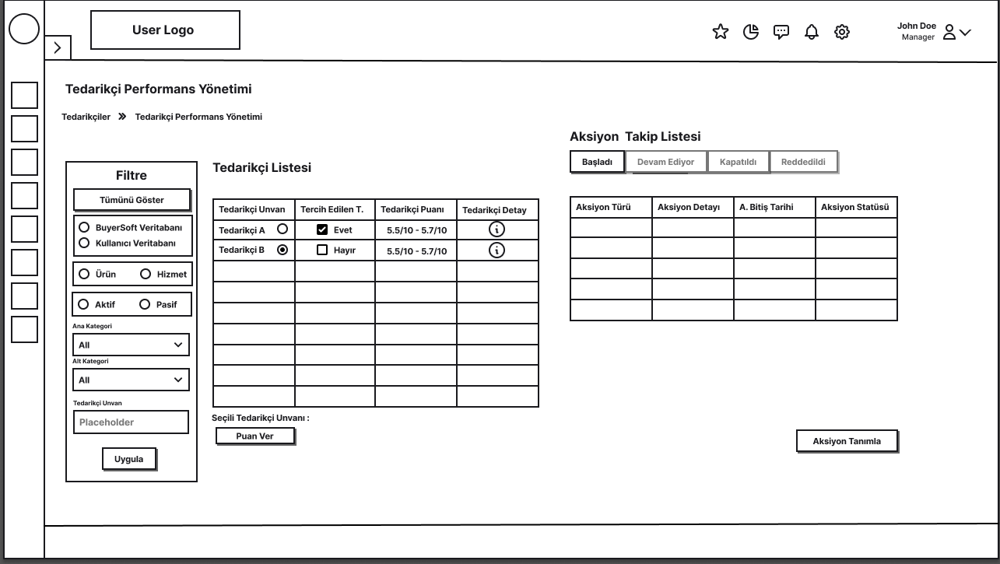 User Logo
John Doe
Manager
Tedarikçi Performans Yönetimi
Tedarikçiler » Tedarikçi Performans Yönetimi
Filtre
Tümünü Göster
BuyerSoft Veritabanı
Kullanıcı Veritabanı
Ürün Hizmet
Aktif Pasif
Ana Kategori
All
Alt Kategori
All
Tedarikçi Unvan
Placeholder
Uygula
Tedarikçi Listesi
Tedarikçi Unvan Tercih Edilen T. Tedarikçi Puanı Tedarikçi Detay
Tedarikçi A Evet 5.5/10 - 5.7/10
Tedarikçi B Hayır 5.5/10 - 5.7/10
Seçili Tedarikçi Unvanı :
Puan Ver
Aksiyon Takip Listesi
Başladı Devam Ediyor Kapatıldı Reddedildi
Aksiyon Türü Aksiyon Detayı A. Bitiş Tarihi Aksiyon Statüsü
Aksiyon Tanımla